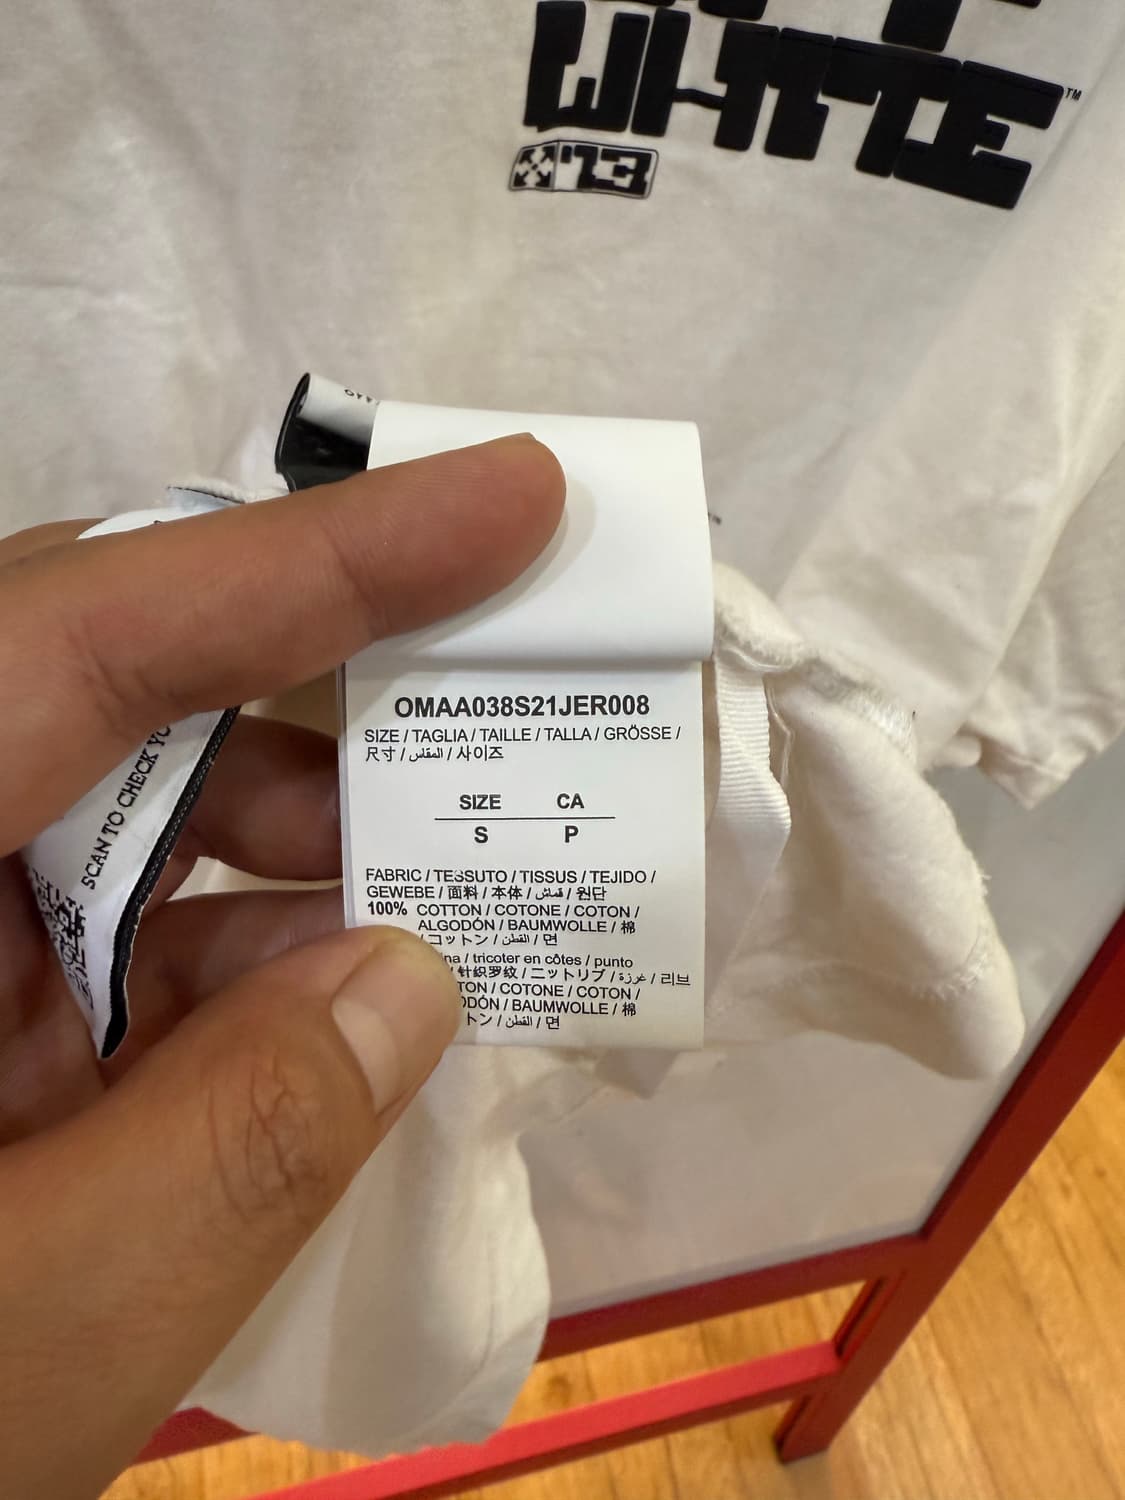 WHITE™
'13
OMAA038S21JER008
SIZE / TAGLIA / TAILLE / TALLA / GRÖSSE /
尺寸 / المقاس / 사이즈
SIZE CA
S P
FABRIC / TESSUTO / TISSUS / TEJIDO /
GEWEBE / 面料 / 本体 / قماش / 원단
100% COTTON / COTONE / COTON /
ALGODÓN / BAUMWOLLE / 棉
/ コットン / القطن / 면
/ tricoter en côtes / punto
/ 针织罗纹 / ニットリブ / غرزة / 리브
/ COTONE / COTON /
/ BAUMWOLLE / 棉
/ القطن / 면
SCAN TO CHECK